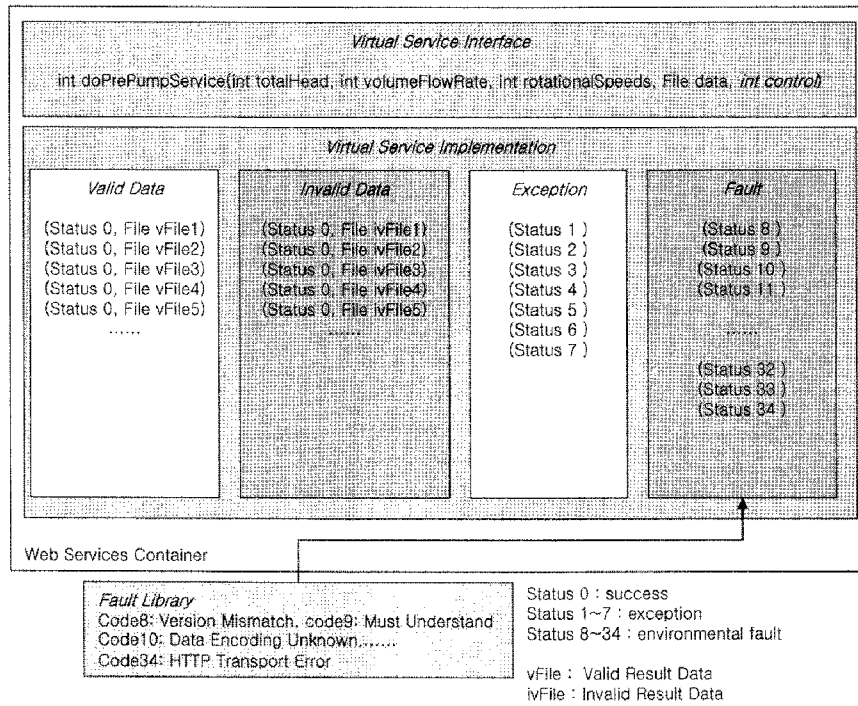 Virtual Service Interface
int doPrePumpService(int totalHead, int volumeFlowRate, int rotationalSpeeds, File data, int control)
Virtual Service Implementation
Valid Data
(Status 0, File vFile1)
(Status 0, File vFile2)
(Status 0, File vFile3)
(Status 0, File vFile4)
(Status 0, File vFile5)
......
Invalid Data
(Status 0, File ivFile1)
(Status 0, File ivFile2)
(Status 0, File ivFile3)
(Status 0, File ivFile4)
(Status 0, File ivFile5)
......
Exception
(Status 1 )
(Status 2 )
(Status 3 )
(Status 4 )
(Status 5 )
(Status 6 )
(Status 7 )
Fault
(Status 8 )
(Status 9 )
(Status 10 )
(Status 11 )
......
(Status 32 )
(Status 33 )
(Status 34 )
Web Services Container
Fault Library
Code8: Version Mismatch, code9: Must Understand
Code10: Data Encoding Unknown,......
Code34: HTTP Transport Error
Status 0 : success
Status 1~7 : exception
Status 8~34 : environmental fault
vFile : Valid Result Data
ivFile : Invalid Result Data